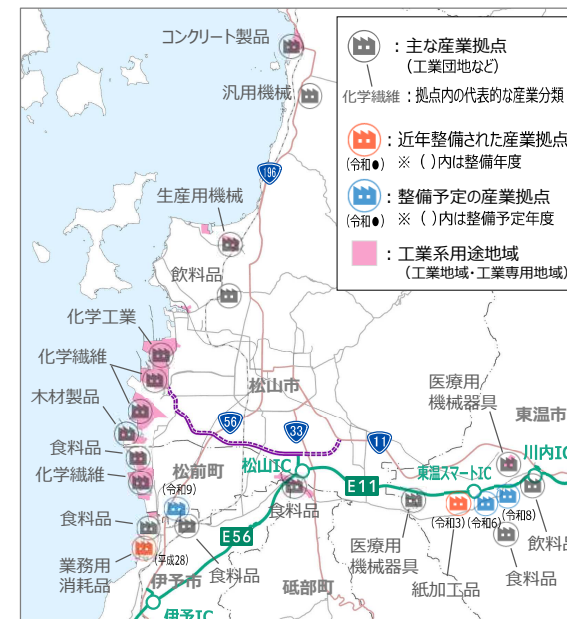 コンクリート製品
汎用機械
196
生産用機械
飲料品
化学工業
化学繊維
木材製品
食料品
化学繊維
食料品
業務用
消耗品
(平成28)
(令和9)
松前町
松山市
56
33
11
松山IC
E11
E56
食料品
食料品
伊予市
伊予IC
砥部町
医療用
機械器具
東温市
川内IC
東温スマートIC
医療用
機械器具
(令和3)
(令和6)
(令和8)
紙加工品
飲料品
食料品
：主な産業拠点
(工業団地など)
化学繊維：拠点内の代表的な産業分類
：近年整備された産業拠点
(令和●) ※ ( )内は整備年度
：整備予定の産業拠点
(令和●) ※ ( )内は整備予定年度
：工業系用途地域
(工業地域・工業専用地域)